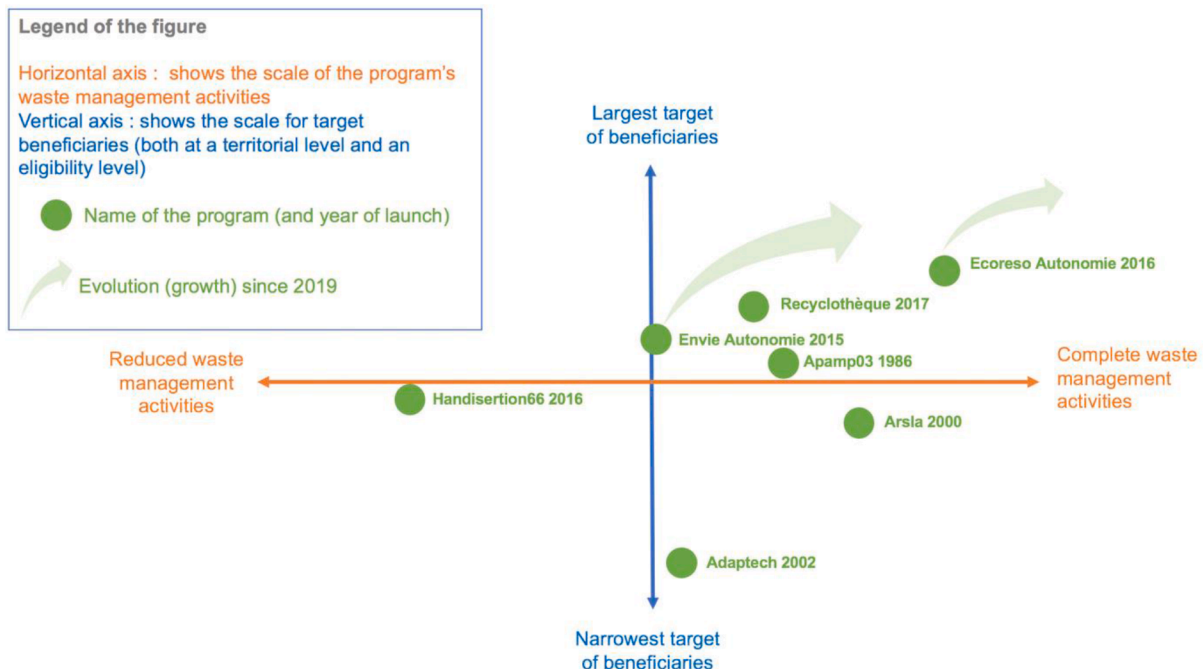 Legend of the figure
Horizontal axis : shows the scale of the program's
waste management activities
Vertical axis : shows the scale for target
beneficiaries (both at a territorial level and an
eligibility level)
Name of the program (and year of launch)
Evolution (growth) since 2019
Largest target
of beneficiaries
Ecoreso Autonomie 2016
Recyclothèque 2017
Envie Autonomie 2015
Apamp03 1986
Reduced waste
management
activities
Complete waste
management
activities
Handisertion66 2016
Arsla 2000
Adaptech 2002
Narrowest target
of beneficiaries